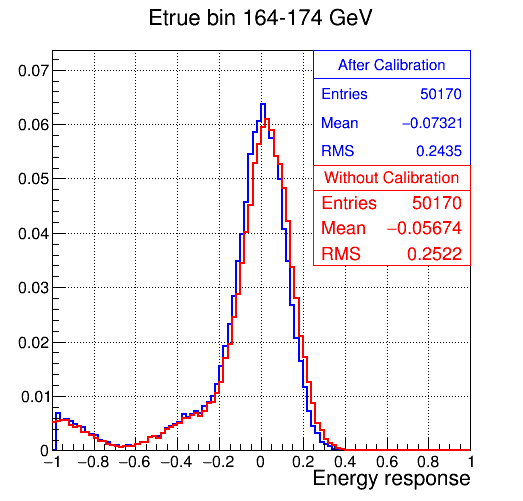 Etrue bin 164-174 GeV
After Calibration
Entries 50170
Mean −0.07321
RMS 0.2435
Without Calibration
Entries 50170
Mean −0.05674
RMS 0.2522
0.07
0.06
0.05
0.04
0.03
0.02
0.01
0
−1 −0.8 −0.6 −0.4 −0.2 0 0.2 0.4 0.6 0.8 1
Energy response